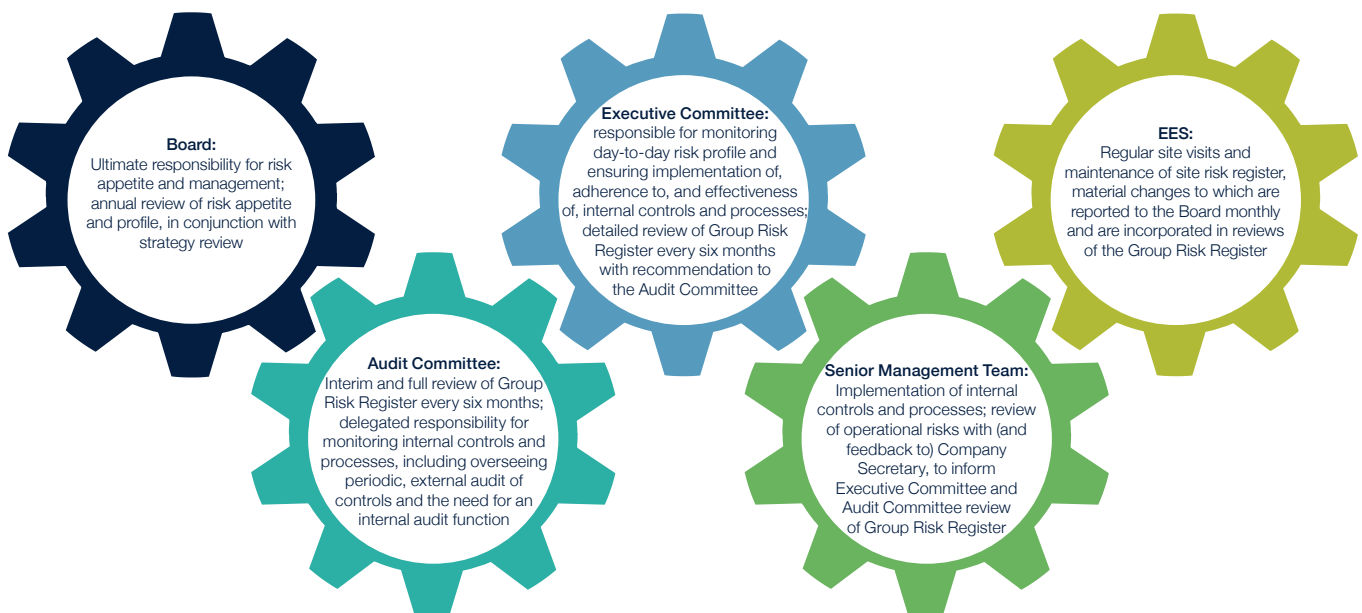 Board:
Ultimate responsibility for risk
appetite and management;
annual review of risk appetite
and profile, in conjunction with
strategy review
Audit Committee:
Interim and full review of Group
Risk Register every six months;
delegated responsibility for
monitoring internal controls and
processes, including overseeing
periodic, external audit of
controls and the need for an
internal audit function
Executive Committee:
responsible for monitoring
day-to-day risk profile and
ensuring implementation of,
adherence to, and effectiveness
of, internal controls and processes;
detailed review of Group Risk
Register every six months
with recommendation to
the Audit Committee
Senior Management Team:
Implementation of internal
controls and processes; review
of operational risks with (and
feedback to) Company
Secretary, to inform
Executive Committee and
Audit Committee review
of Group Risk Register
EES:
Regular site visits and
maintenance of site risk register,
material changes to which are
reported to the Board monthly
and are incorporated in reviews
of the Group Risk Register